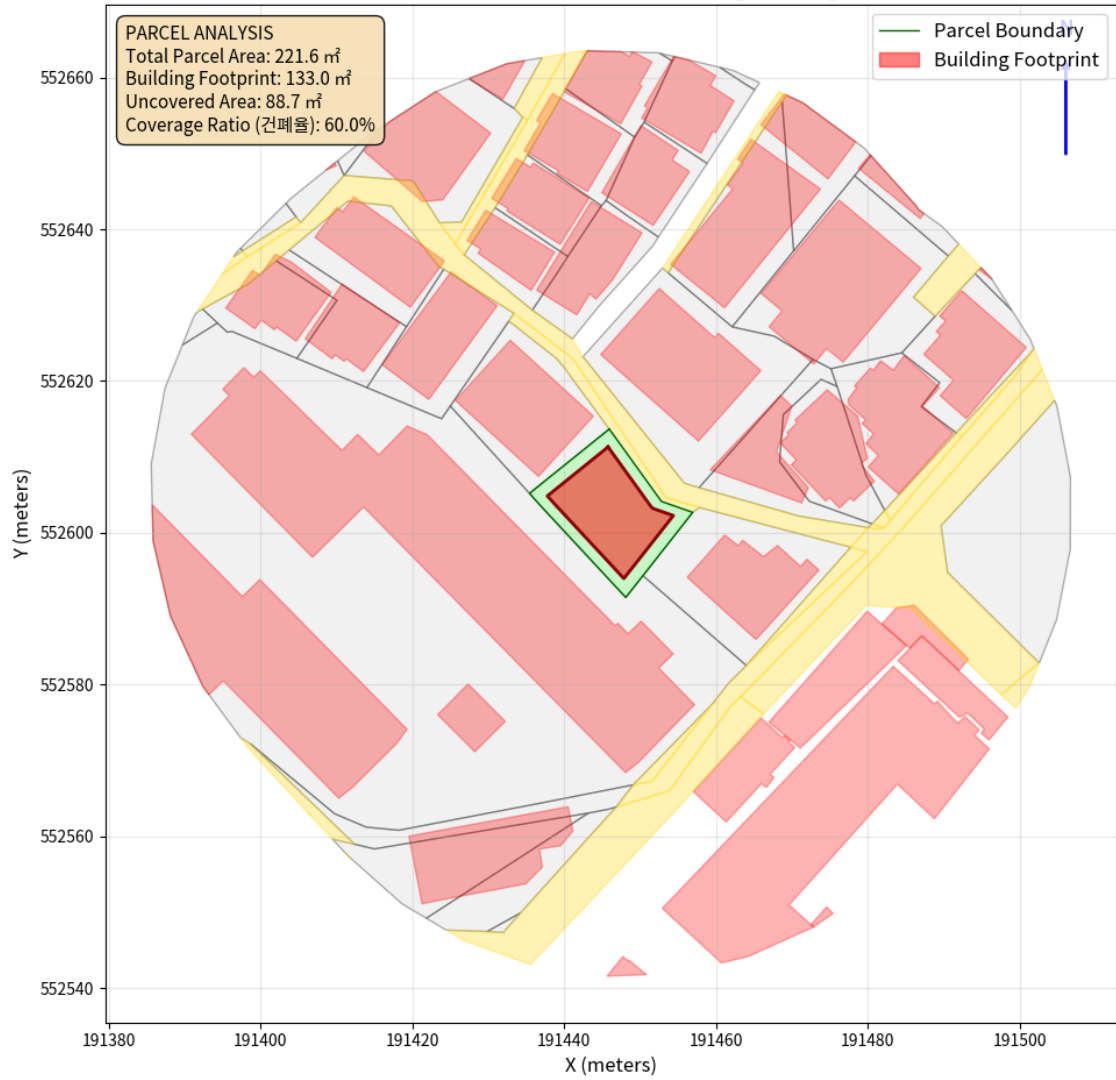 PARCEL ANALYSIS
Total Parcel Area: 221.6 ㎡
Building Footprint: 133.0 ㎡
Uncovered Area: 88.7 ㎡
Coverage Ratio (건폐율): 60.0%
N
Parcel Boundary
Building Footprint
Y (meters)
552660
552640
552620
552600
552580
552560
552540
191380
191400
191420
191440
191460
191480
191500
X (meters)